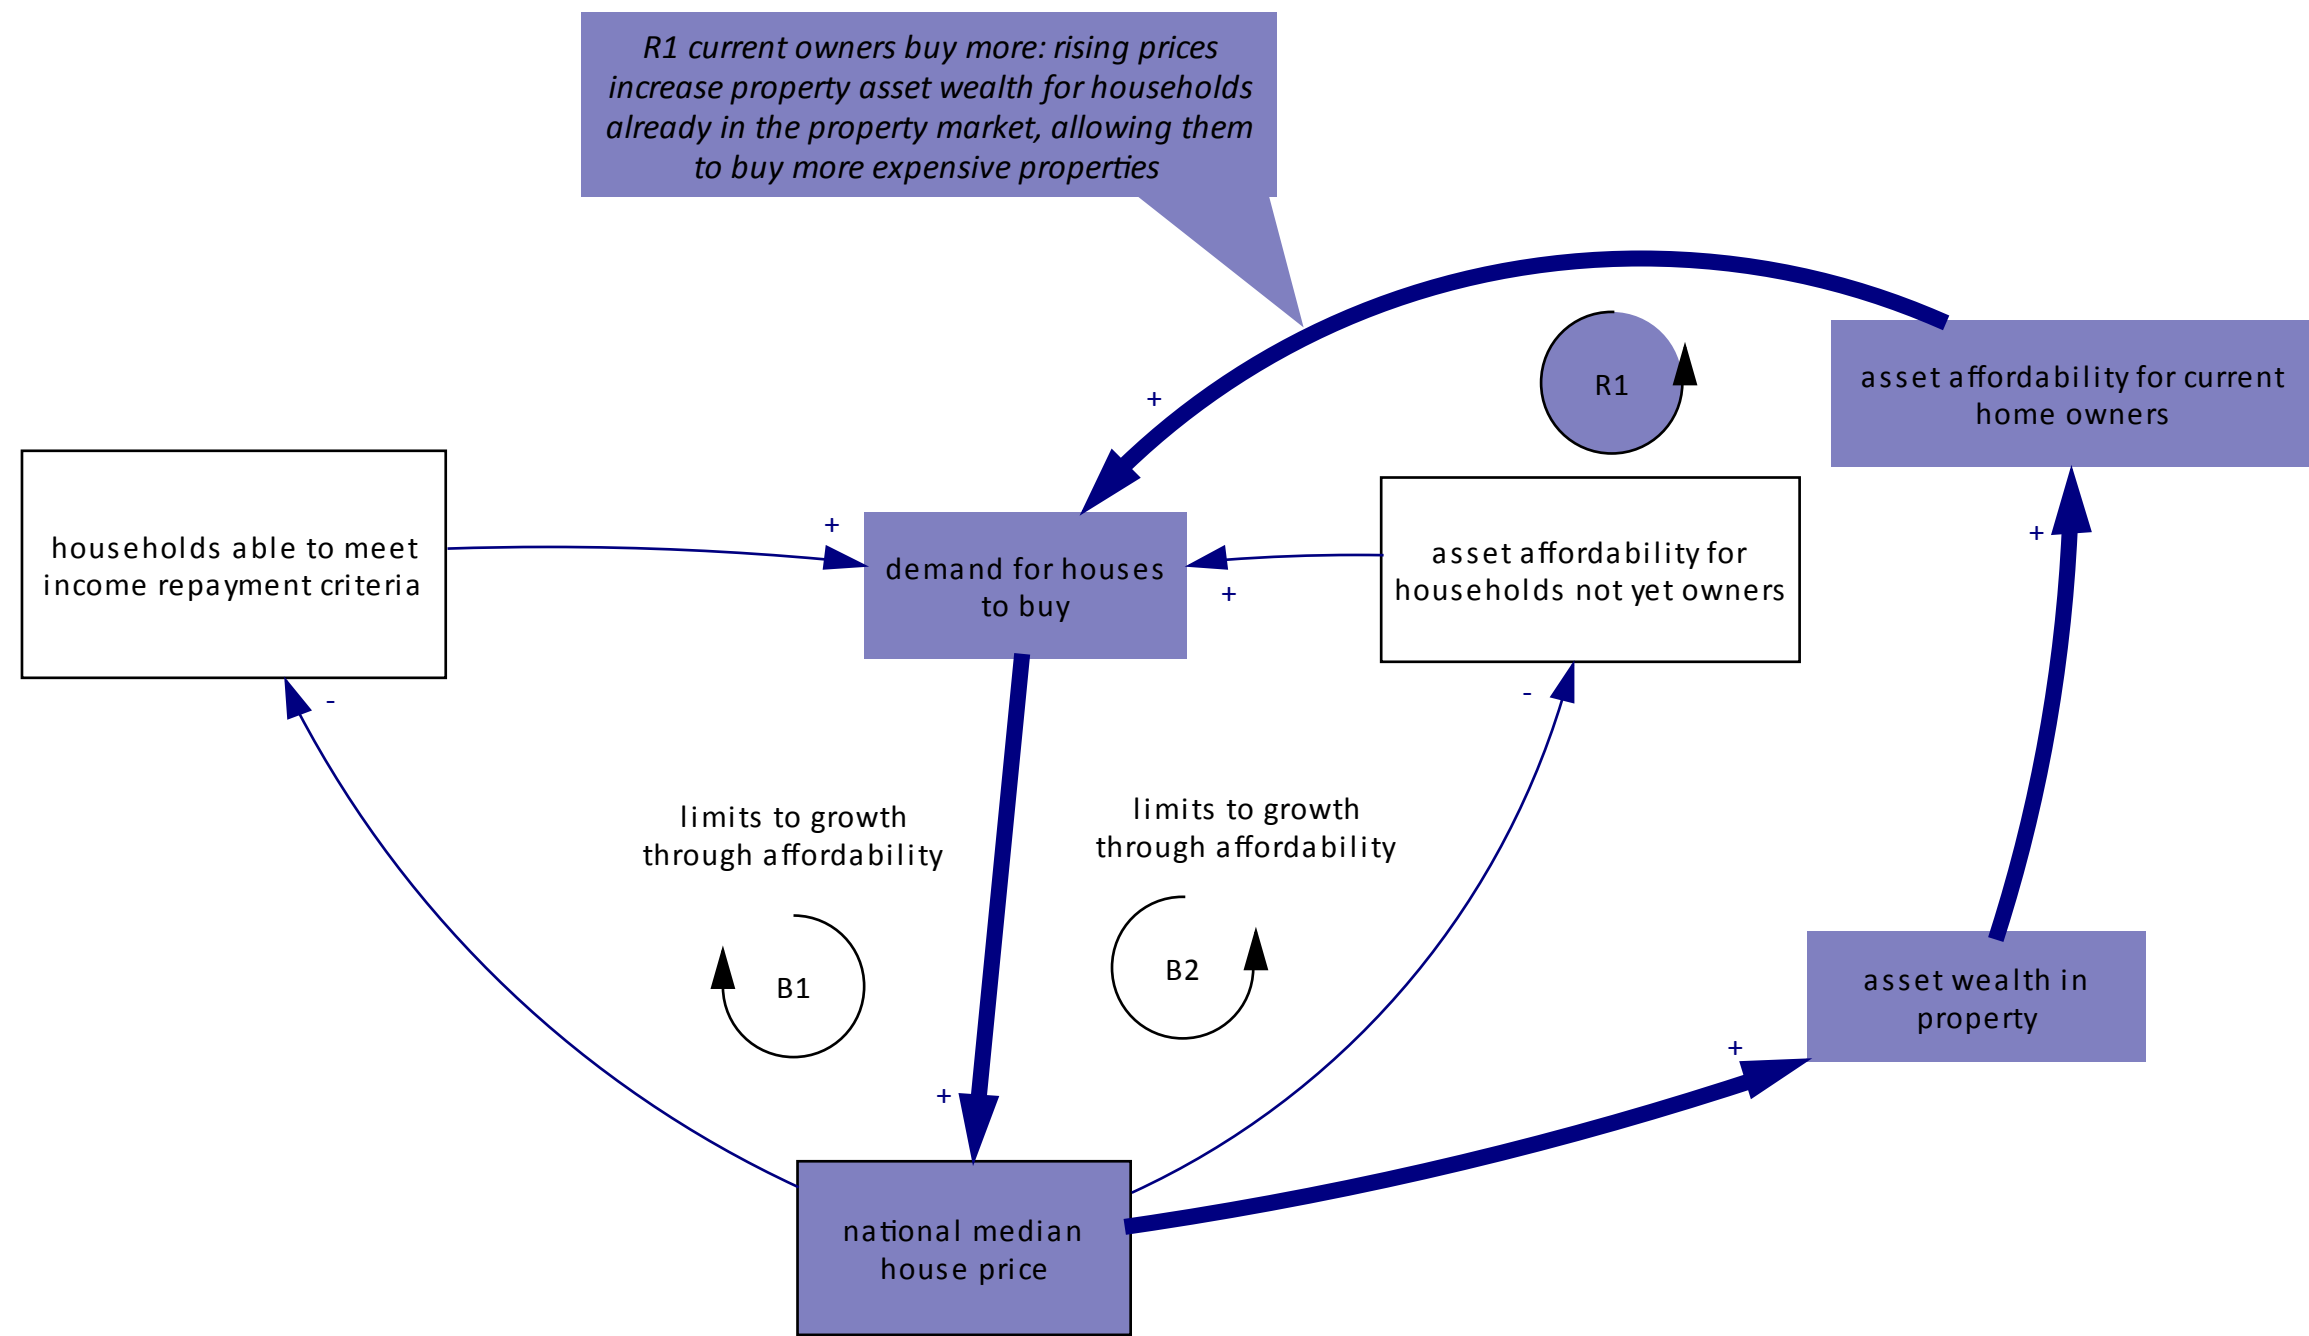 R1 current owners buy more: rising prices
increase property asset wealth for households
already in the property market, allowing them
to buy more expensive properties
R1
asset affordability for current
home owners
+
+
households able to meet
income repayment criteria
+
demand for houses
to buy
+
asset affordability for
households not yet owners
+
-
-
limits to growth
through affordability
limits to growth
through affordability
B1
B2
asset wealth in
property
+
+
national median
house price